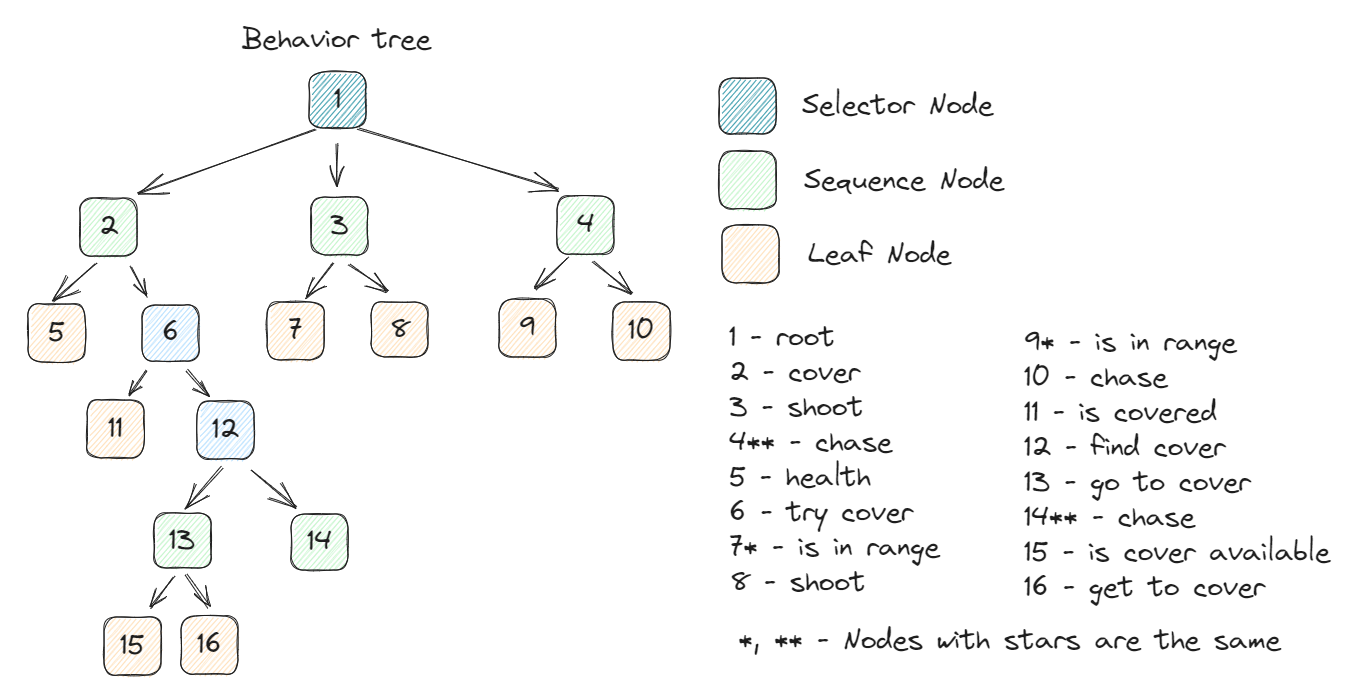 Behavior tree
1
2
3
4
5
6
7
8
9
10
11
12
13
14
15
16
Selector Node
Sequence Node
Leaf Node
1 - root
2 - cover
3 - shoot
4** - chase
5 - health
6 - try cover
7* - is in range
8 - shoot
9* - is in range
10 - chase
11 - is covered
12 - find cover
13 - go to cover
14** - chase
15 - is cover available
16 - get to cover
*, ** - Nodes with stars are the same